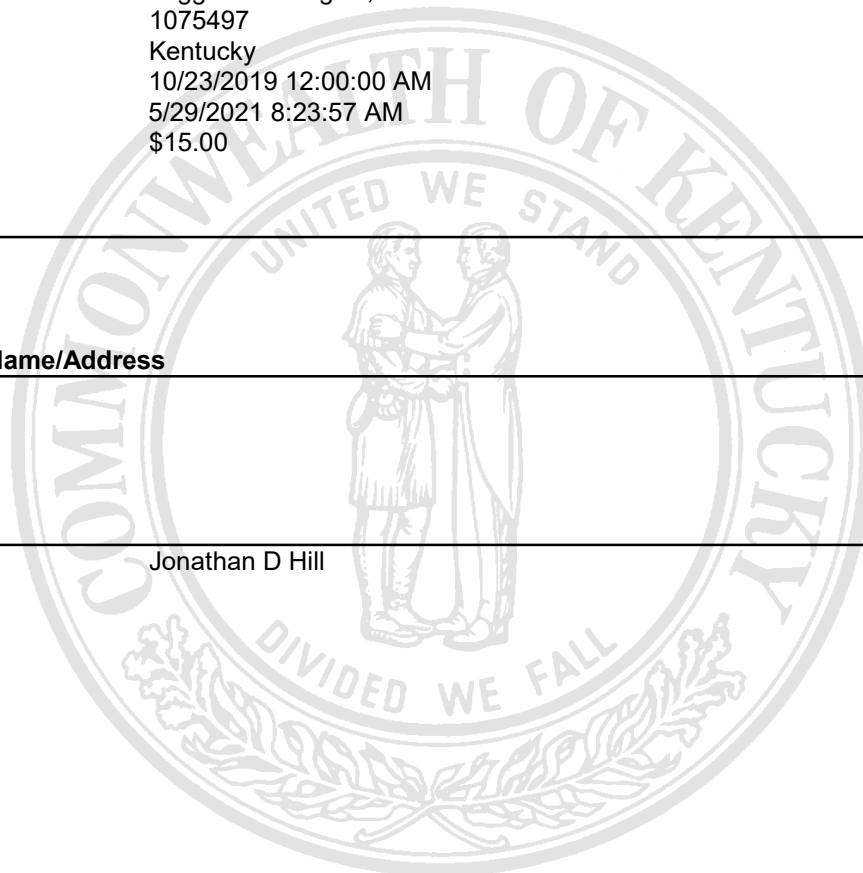 1075497
Kentucky
10/23/2019 12:00:00 AM
5/29/2021 8:23:57 AM
$15.00
COMMONWEALTH OF KENTUCKY
UNITED WE STAND
Name/Address
Jonathan D Hill
DIVIDED WE FALL